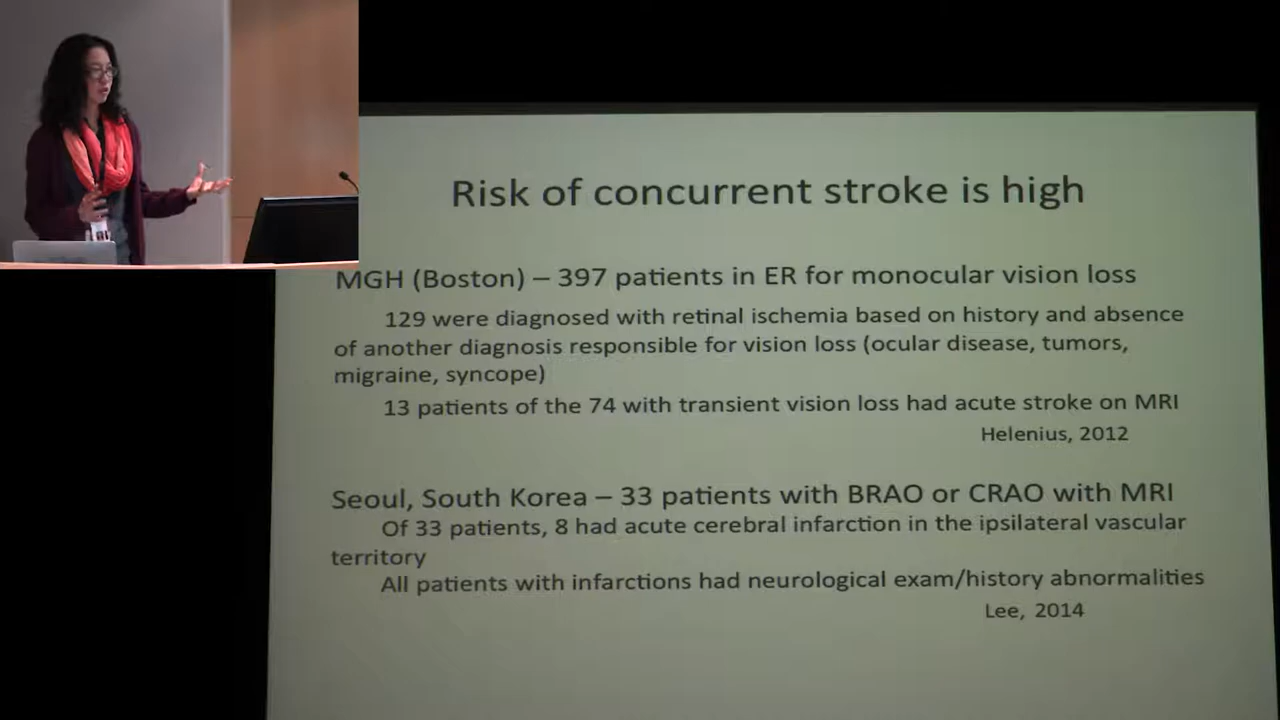 Risk of concurrent stroke is high
MGH (Boston) – 397 patients in ER for monocular vision loss
129 were diagnosed with retinal ischemia based on history and absence
of another diagnosis responsible for vision loss (ocular disease, tumors,
migraine, syncope)
13 patients of the 74 with transient vision loss had acute stroke on MRI
Helenius, 2012
Seoul, South Korea – 33 patients with BRAO or CRAO with MRI
Of 33 patients, 8 had acute cerebral infarction in the ipsilateral vascular
territory
All patients with infarctions had neurological exam/history abnormalities
Lee, 2014